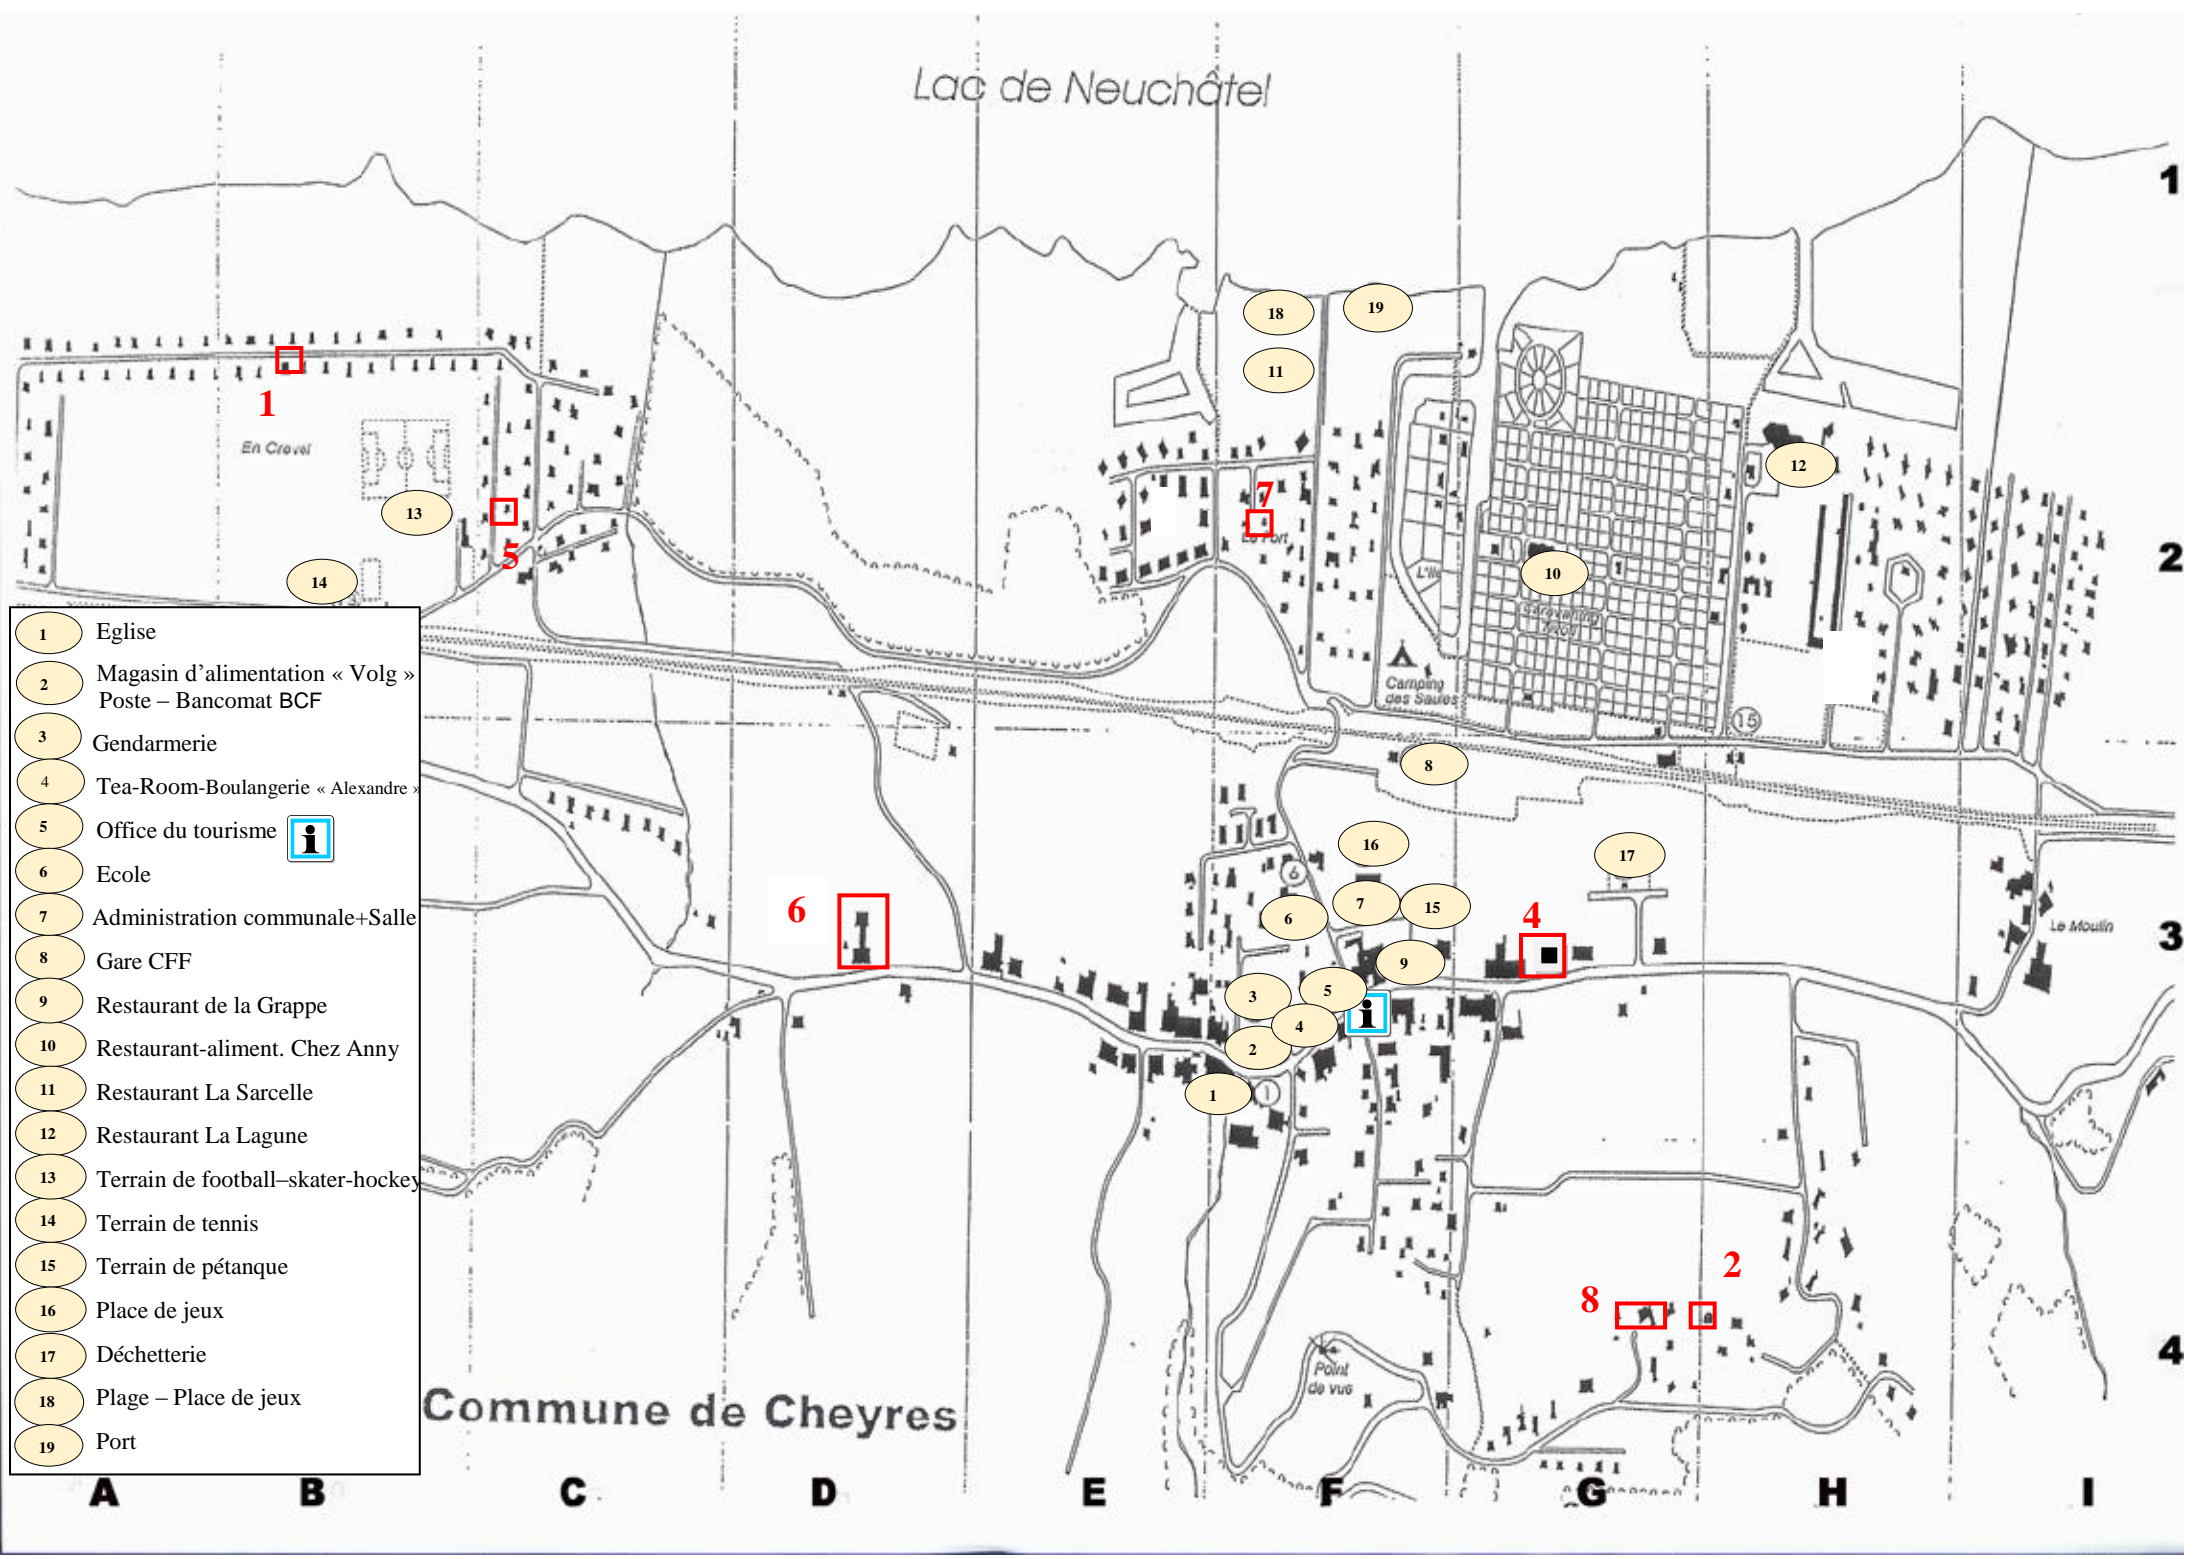 Lac de Neuchâtel
1
18
19
11
1
En Crevel
12
7
13
5
Le Port
2
10
14
L'Ile
Caravaning
Camping
des Saules
15
8
16
17
6
7
15
6
6
4
Le Moulin
3
9
3
5
i
4
2
1
1
2
8
Point
de vue
4
1 Eglise
2 Magasin d'alimentation « Volg »
Poste – Bancomat BCF
3 Gendarmerie
4 Tea-Room-Boulangerie « Alexandre »
5 Office du tourisme i
6 Ecole
7 Administration communale+Salle
8 Gare CFF
9 Restaurant de la Grappe
10 Restaurant-aliment. Chez Anny
11 Restaurant La Sarcelle
12 Restaurant La Lagune
13 Terrain de football–skater-hockey
14 Terrain de tennis
15 Terrain de pétanque
16 Place de jeux
17 Déchetterie
18 Plage – Place de jeux
19 Port
Commune de Cheyres
A B C D E F G H I